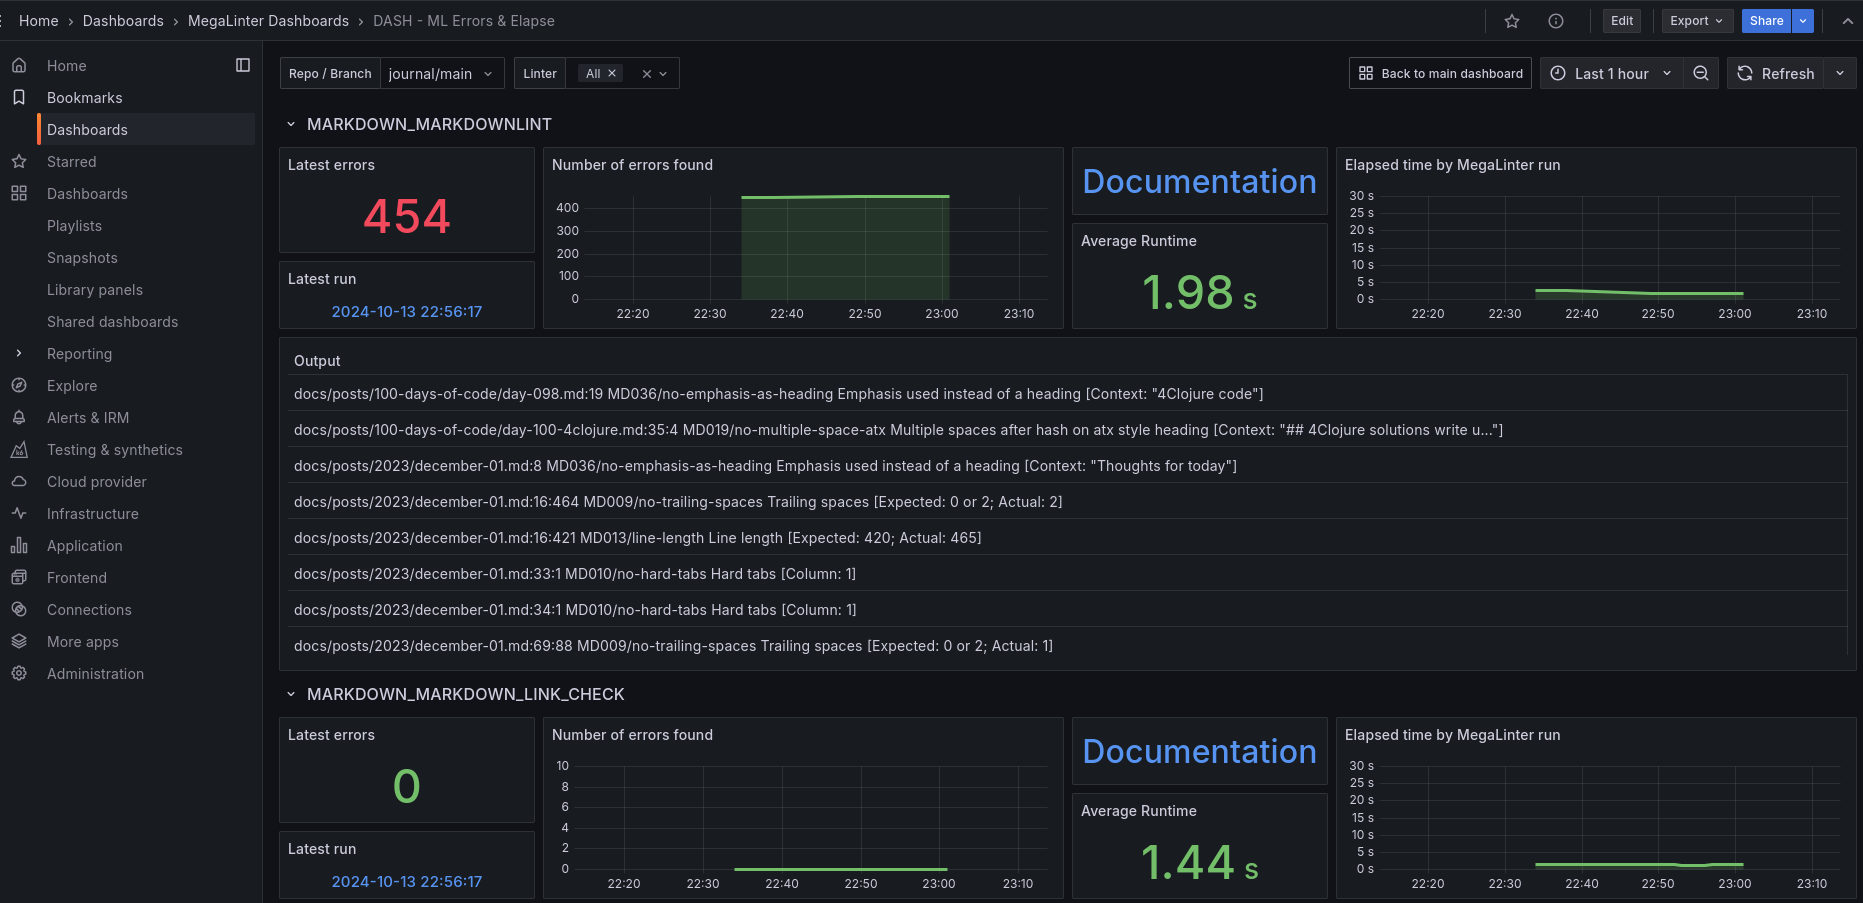 Home › Dashboards › MegaLinter Dashboards › DASH - ML Errors & Elapse
Edit
Export
Share
Home
Bookmarks
Dashboards
Starred
Dashboards
Playlists
Snapshots
Library panels
Shared dashboards
Reporting
Explore
Alerts & IRM
Testing & synthetics
Cloud provider
Infrastructure
Application
Frontend
Connections
More apps
Administration
Repo / Branch journal/main Linter All
Back to main dashboard Last 1 hour Refresh
MARKDOWN_MARKDOWNLINT
Latest errors
454
Latest run
2024-10-13 22:56:17
Number of errors found
400
300
200
100
0
22:20 22:30 22:40 22:50 23:00 23:10
Documentation
Average Runtime
1.98 s
Elapsed time by MegaLinter run
30 s
25 s
20 s
15 s
10 s
5 s
0 s
22:20 22:30 22:40 22:50 23:00 23:10
Output
docs/posts/100-days-of-code/day-098.md:19 MD036/no-emphasis-as-heading Emphasis used instead of a heading [Context: "4Clojure code"]
docs/posts/100-days-of-code/day-100-4clojure.md:35:4 MD019/no-multiple-space-atx Multiple spaces after hash on atx style heading [Context: "## 4Clojure solutions write u..."]
docs/posts/2023/december-01.md:8 MD036/no-emphasis-as-heading Emphasis used instead of a heading [Context: "Thoughts for today"]
docs/posts/2023/december-01.md:16:464 MD009/no-trailing-spaces Trailing spaces [Expected: 0 or 2; Actual: 2]
docs/posts/2023/december-01.md:16:421 MD013/line-length Line length [Expected: 420; Actual: 465]
docs/posts/2023/december-01.md:33:1 MD010/no-hard-tabs Hard tabs [Column: 1]
docs/posts/2023/december-01.md:34:1 MD010/no-hard-tabs Hard tabs [Column: 1]
docs/posts/2023/december-01.md:69:88 MD009/no-trailing-spaces Trailing spaces [Expected: 0 or 2; Actual: 1]
MARKDOWN_MARKDOWN_LINK_CHECK
Latest errors
0
Latest run
2024-10-13 22:56:17
Number of errors found
10
8
6
4
2
0
22:20 22:30 22:40 22:50 23:00 23:10
Documentation
Average Runtime
1.44 s
Elapsed time by MegaLinter run
30 s
25 s
20 s
15 s
10 s
5 s
0 s
22:20 22:30 22:40 22:50 23:00 23:10